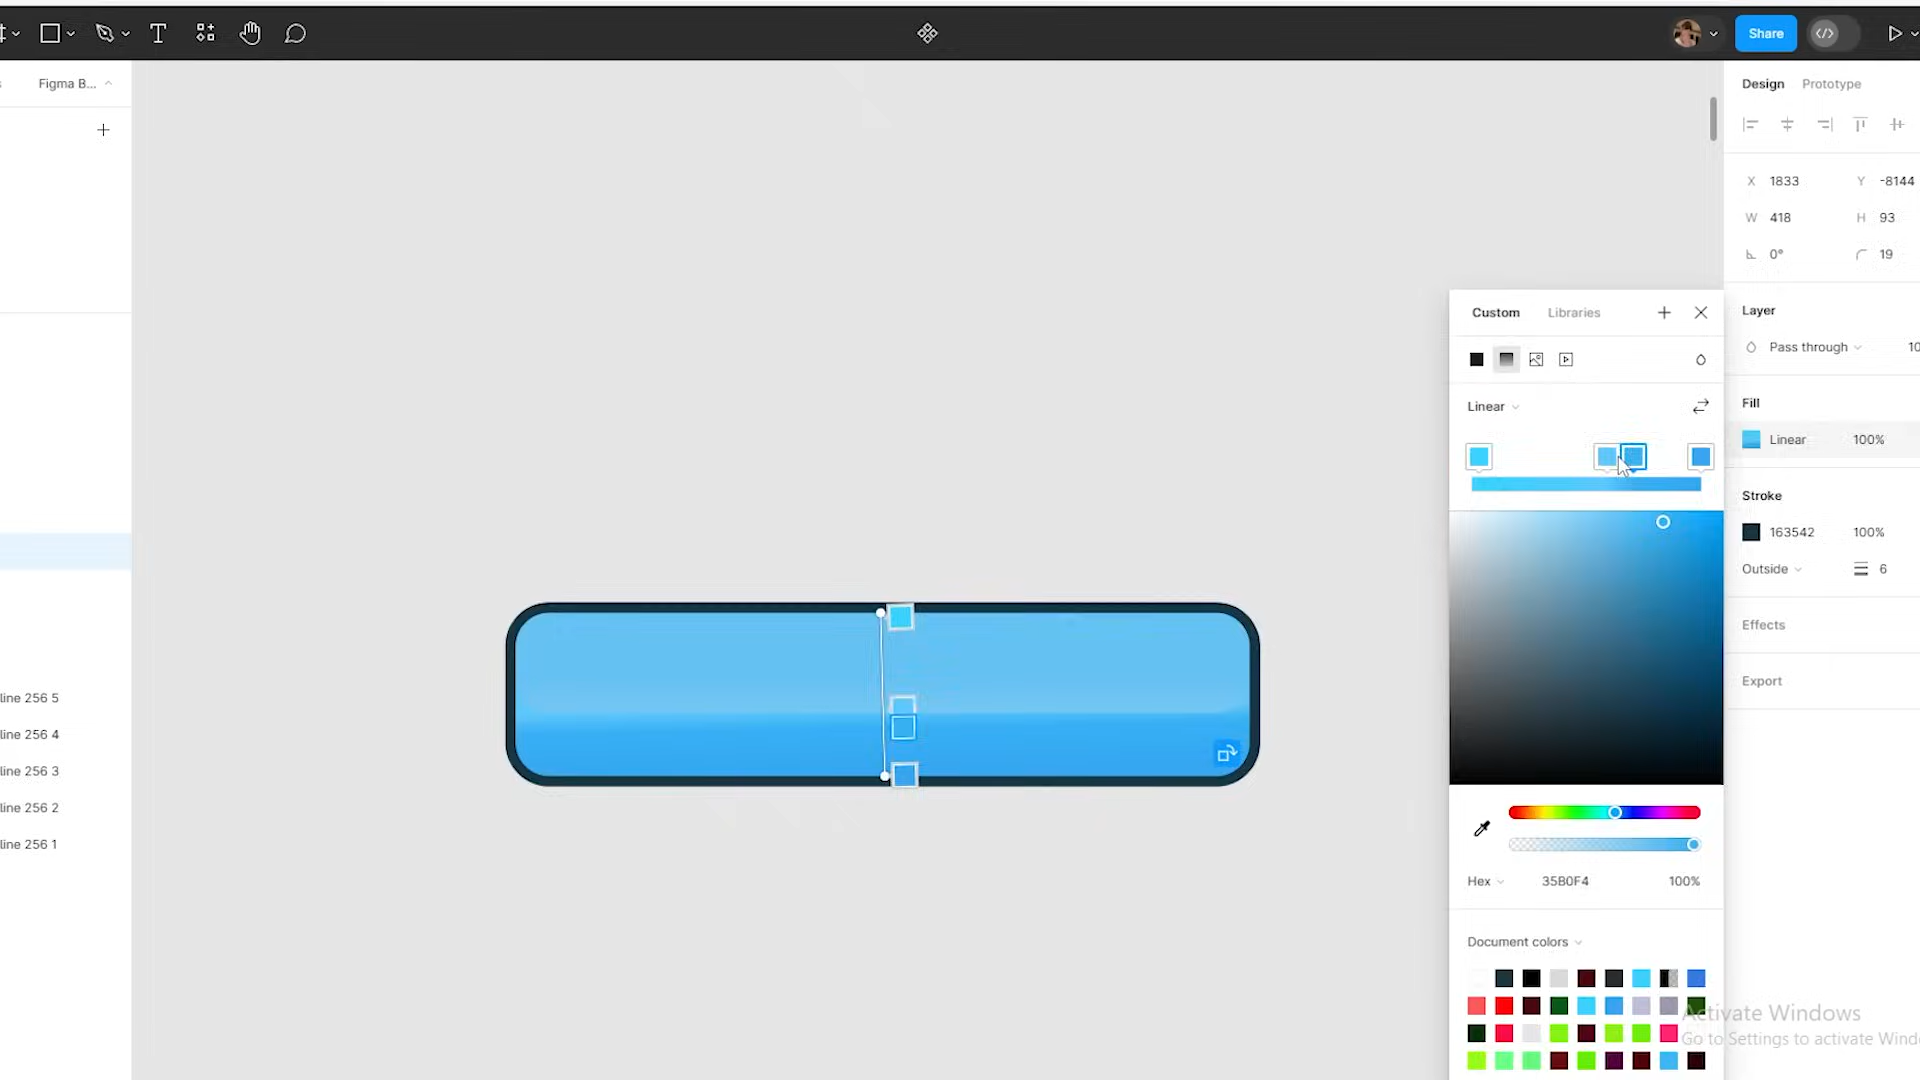 Share
Figma B...
Design Prototype
X 1833 Y -8144
W 418 H 93
0° 19
Custom Libraries
Layer
Pass through 10
Linear
Fill
Linear 100%
Stroke
163542 100%
Outside 6
Effects
Export
line 256 5
line 256 4
line 256 3
line 256 2
line 256 1
Hex 35B0F4 100%
Document colors
Activate Windows
Go to Settings to activate Wind